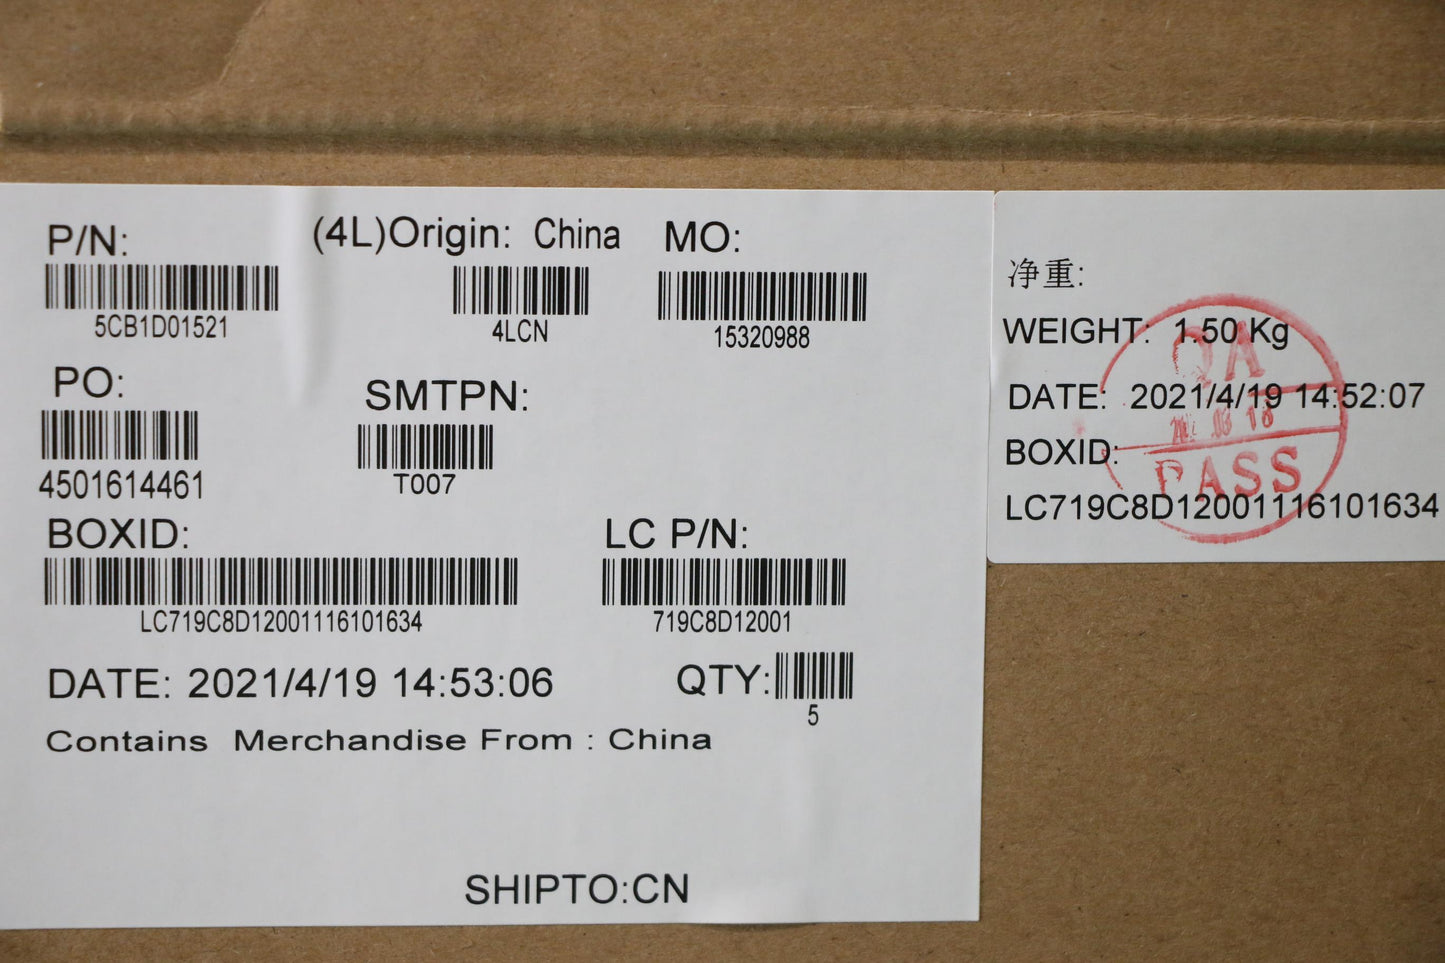 P/N:
5CB1D01521
(4L)Origin: China
4LCN
MO:
15320988
PO:
4501614461
SMTPN:
T007
BOXID:
LC719C8D12001116101634
LC P/N:
719C8D12001
DATE: 2021/4/19 14:53:06
QTY:
5
Contains Merchandise From : China
SHIPTO:CN
净重:
WEIGHT: 1.50 Kg
DATE: 2021/4/19 14:52:07
BOXID:
LC719C8D12001116101634
QA
PASS